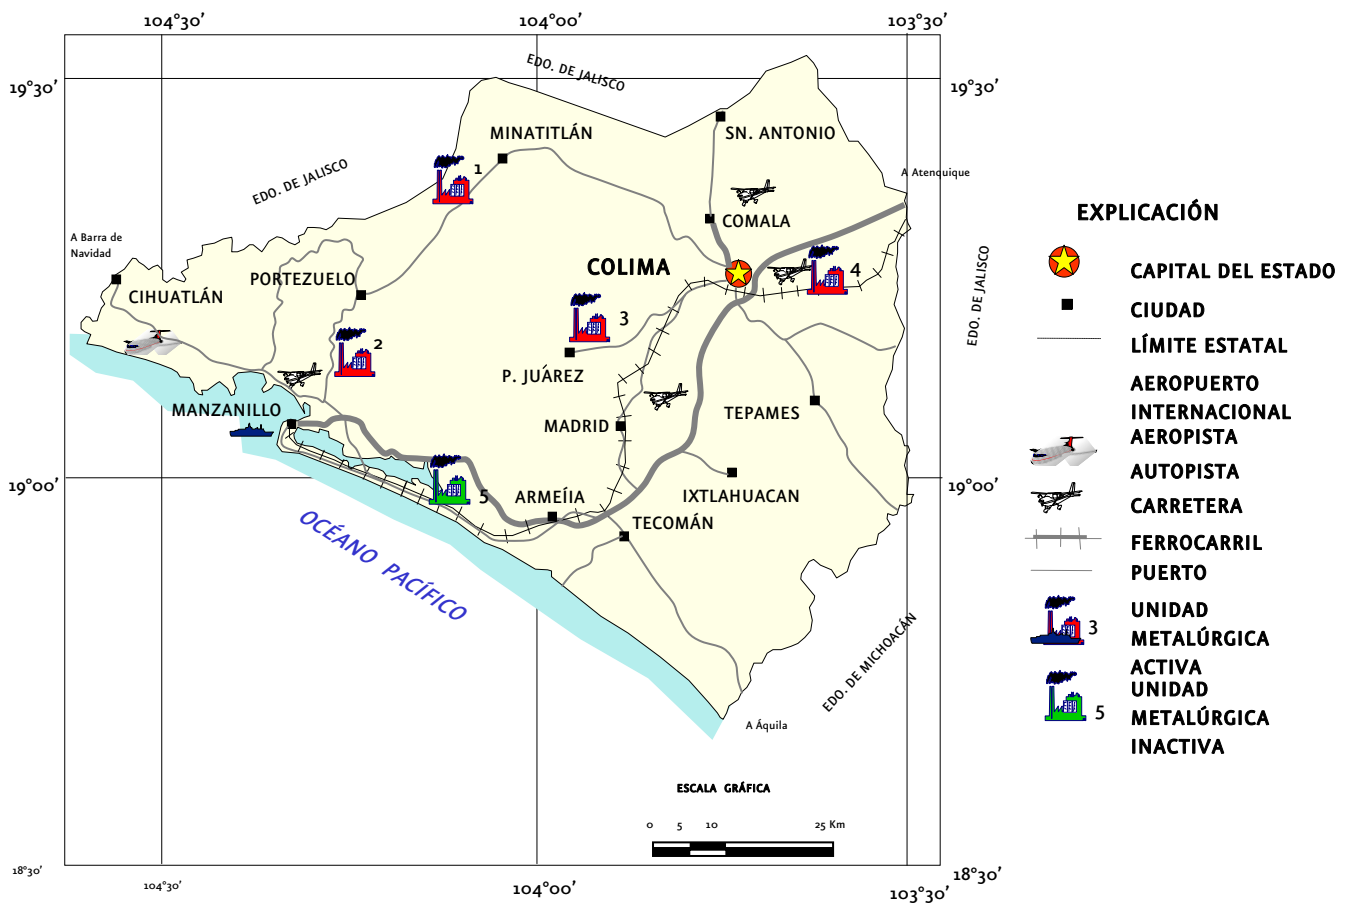 104°30'
104°00'
103°30'
19°30'
19°30'
EDO. DE JALISCO
MINATITLÁN
SN. ANTONIO
1
EDO. DE JALISCO
A Atenquique
COMALA
A Barra de
Navidad
PORTEZUELO
COLIMA
4
EDO. DE JALISCO
CIHUATLÁN
3
2
P. JUÁREZ
MANZANILLO
TEPAMES
MADRID
19°00'
19°00'
5
ARMEÍIA
IXTLAHUACAN
TECOMÁN
OCÉANO PACÍFICO
EDO. DE MICHOACÁN
A Áquila
ESCALA GRÁFICA
0 5 10 25 Km
18°30'
18°30'
104°30'
104°00'
103°30'
EXPLICACIÓN
CAPITAL DEL ESTADO
CIUDAD
LÍMITE ESTATAL
AEROPUERTO
INTERNACIONAL
AEROPISTA
AUTOPISTA
CARRETERA
FERROCARRIL
PUERTO
UNIDAD
3
METALÚRGICA
ACTIVA
UNIDAD
5
METALÚRGICA
INACTIVA